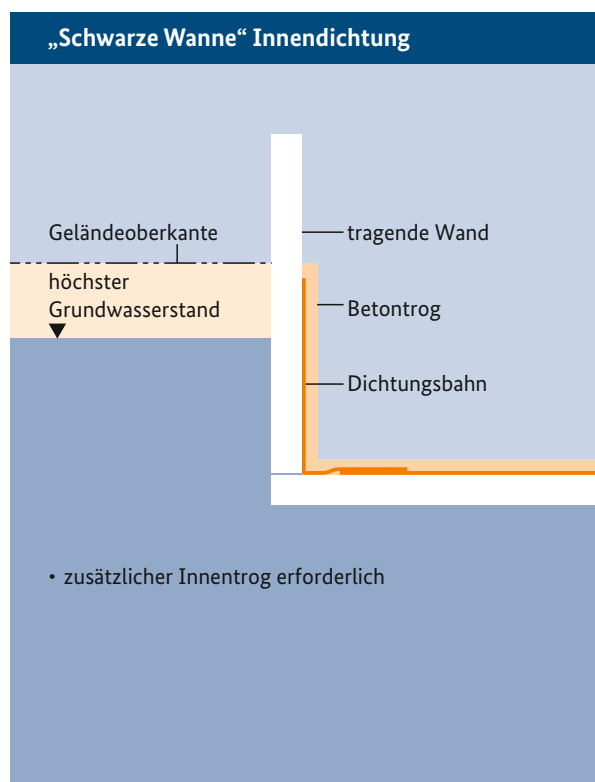 „Schwarze Wanne“ Innendichtung
Geländeoberkante
tragende Wand
höchster
Grundwasserstand
Betontrog
Dichtungsbahn
• zusätzlicher Innentrog erforderlich